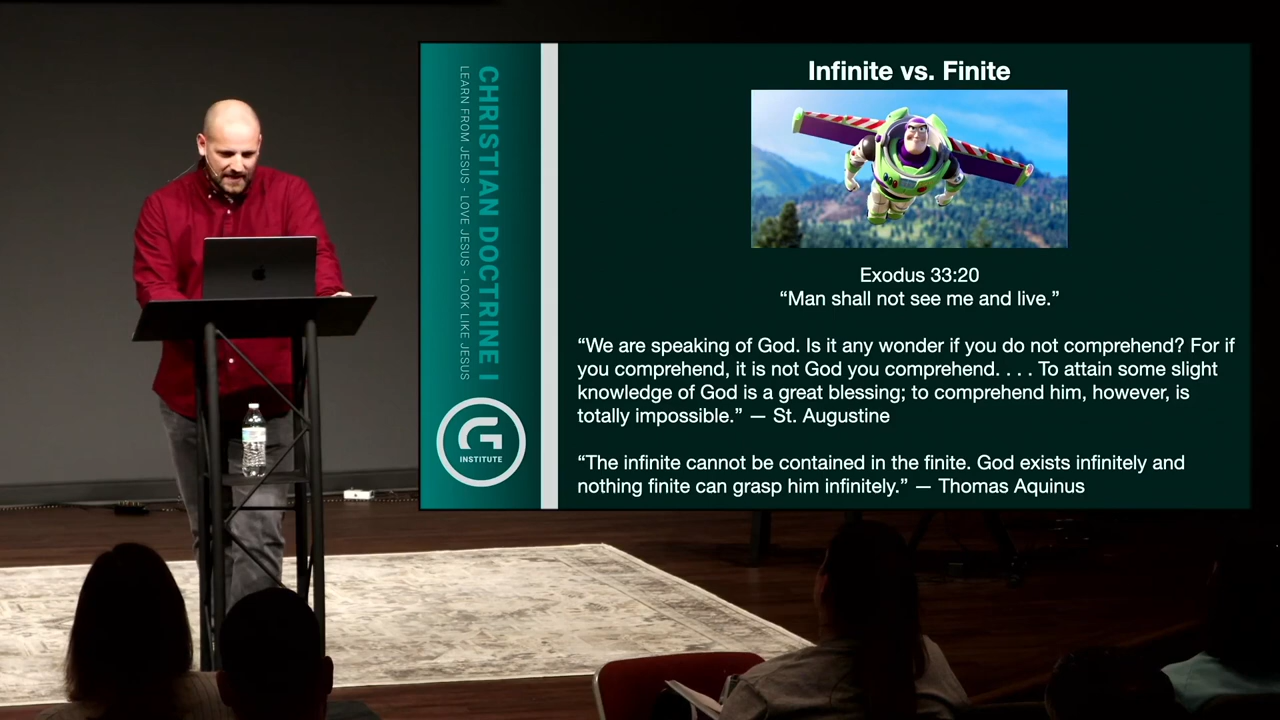 Infinite vs. Finite
CHRISTIAN DOCTRINE I
LEARN FROM JESUS - LOVE JESUS - LOOK LIKE JESUS
G
INSTITUTE
Exodus 33:20
“Man shall not see me and live.”
“We are speaking of God. Is it any wonder if you do not comprehend? For if
you comprehend, it is not God you comprehend. . . . To attain some slight
knowledge of God is a great blessing; to comprehend him, however, is
totally impossible.” — St. Augustine
“The infinite cannot be contained in the finite. God exists infinitely and
nothing finite can grasp him infinitely.” — Thomas Aquinus